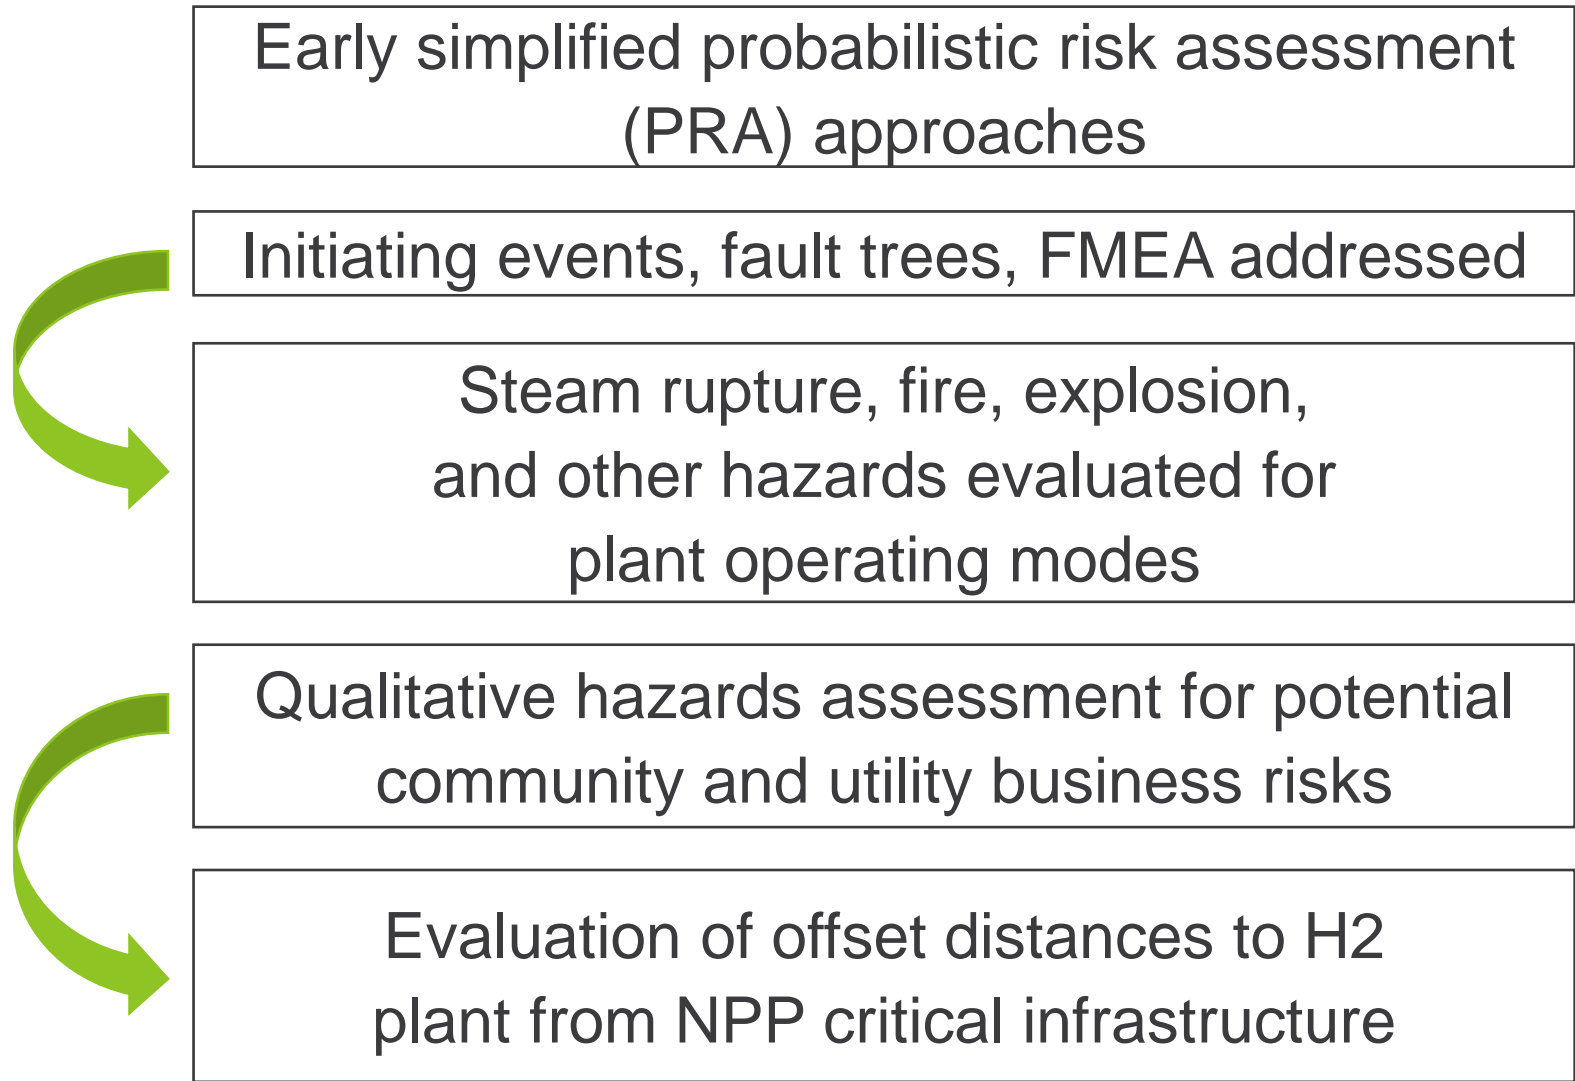 Early simplified probabilistic risk assessment
(PRA) approaches
Initiating events, fault trees, FMEA addressed
Steam rupture, fire, explosion,
and other hazards evaluated for
plant operating modes
Qualitative hazards assessment for potential
community and utility business risks
Evaluation of offset distances to H2
plant from NPP critical infrastructure